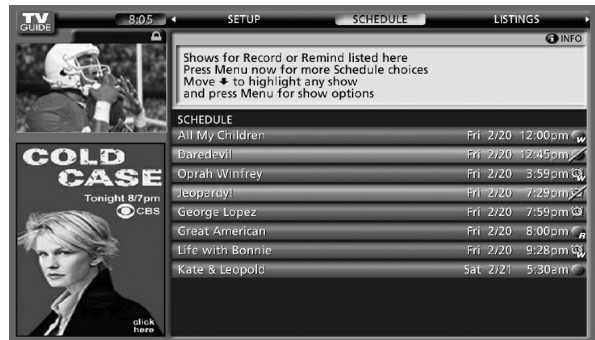 TV
GUIDE
8:05
SETUP
SCHEDULE
LISTINGS
i INFO
Shows for Record or Remind listed here
Press Menu now for more Schedule choices
Move ↓ to highlight any show
and press Menu for show options
SCHEDULE
All My Children Fri 2/20 12:00pm W
Daredevil Fri 2/20 12:45pm
Oprah Winfrey Fri 2/20 3:59pm W
Jeopardy! Fri 2/20 7:29pm
George Lopez Fri 2/20 7:59pm
Great American Fri 2/20 8:00pm R
Life with Bonnie Fri 2/20 9:28pm W
Kate & Leopold Sat 2/21 5:30am
COLD
CASE
Tonight 8/7pm
CBS
click
here